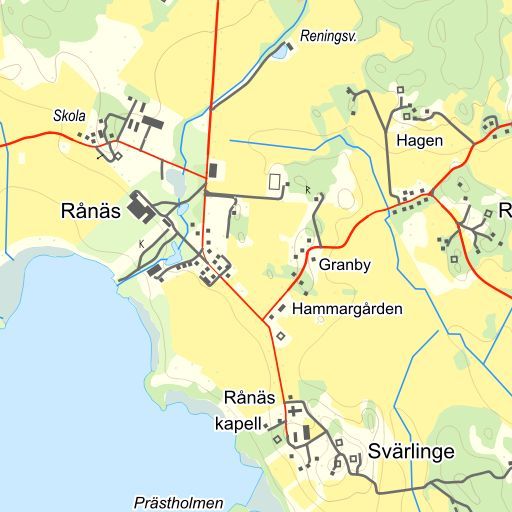 Reningsv.
Skola
Hagen
Rånäs
R
R
K
Granby
Hammargården
Rånäs
kapell
Svärlinge
Prästholmen